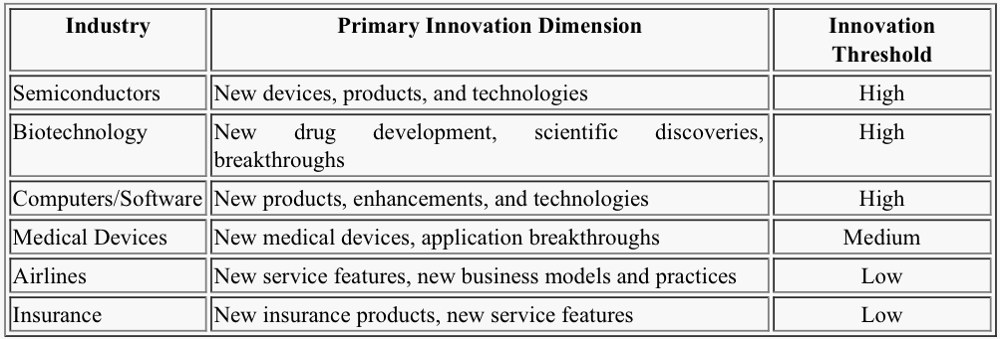 Industry Primary Innovation Dimension Innovation
Threshold
Semiconductors New devices, products, and technologies High
Biotechnology New drug development, scientific discoveries, High
breakthroughs
Computers/Software New products, enhancements, and technologies High
Medical Devices New medical devices, application breakthroughs Medium
Airlines New service features, new business models and practices Low
Insurance New insurance products, new service features Low